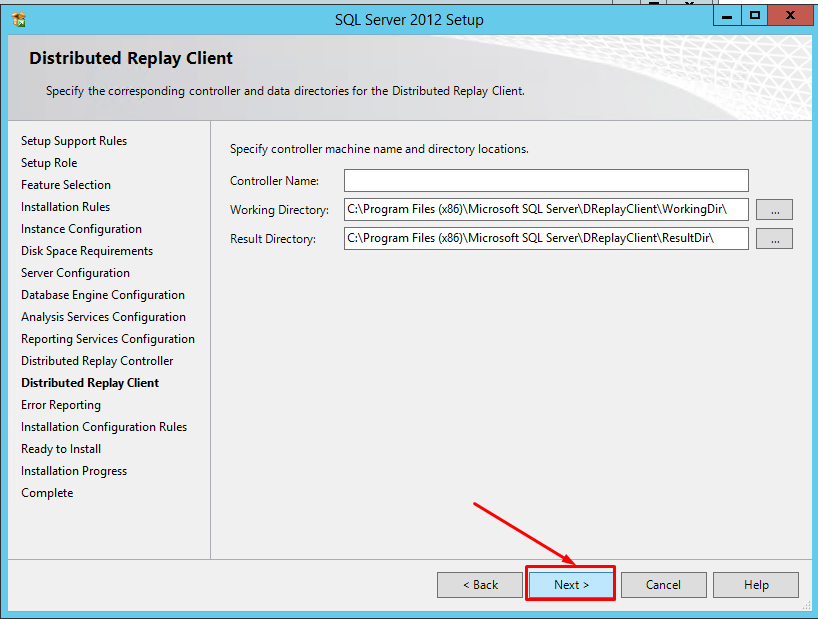 SQL Server 2012 Setup
Distributed Replay Client
Specify the corresponding controller and data directories for the Distributed Replay Client.
Setup Support Rules
Setup Role
Feature Selection
Installation Rules
Instance Configuration
Disk Space Requirements
Server Configuration
Database Engine Configuration
Analysis Services Configuration
Reporting Services Configuration
Distributed Replay Controller
Distributed Replay Client
Error Reporting
Installation Configuration Rules
Ready to Install
Installation Progress
Complete
Specify controller machine name and directory locations.
Controller Name:
Working Directory: C:\Program Files (x86)\Microsoft SQL Server\DReplayClient\WorkingDir\ ...
Result Directory: C:\Program Files (x86)\Microsoft SQL Server\DReplayClient\ResultDir\ ...
< Back Next > Cancel Help